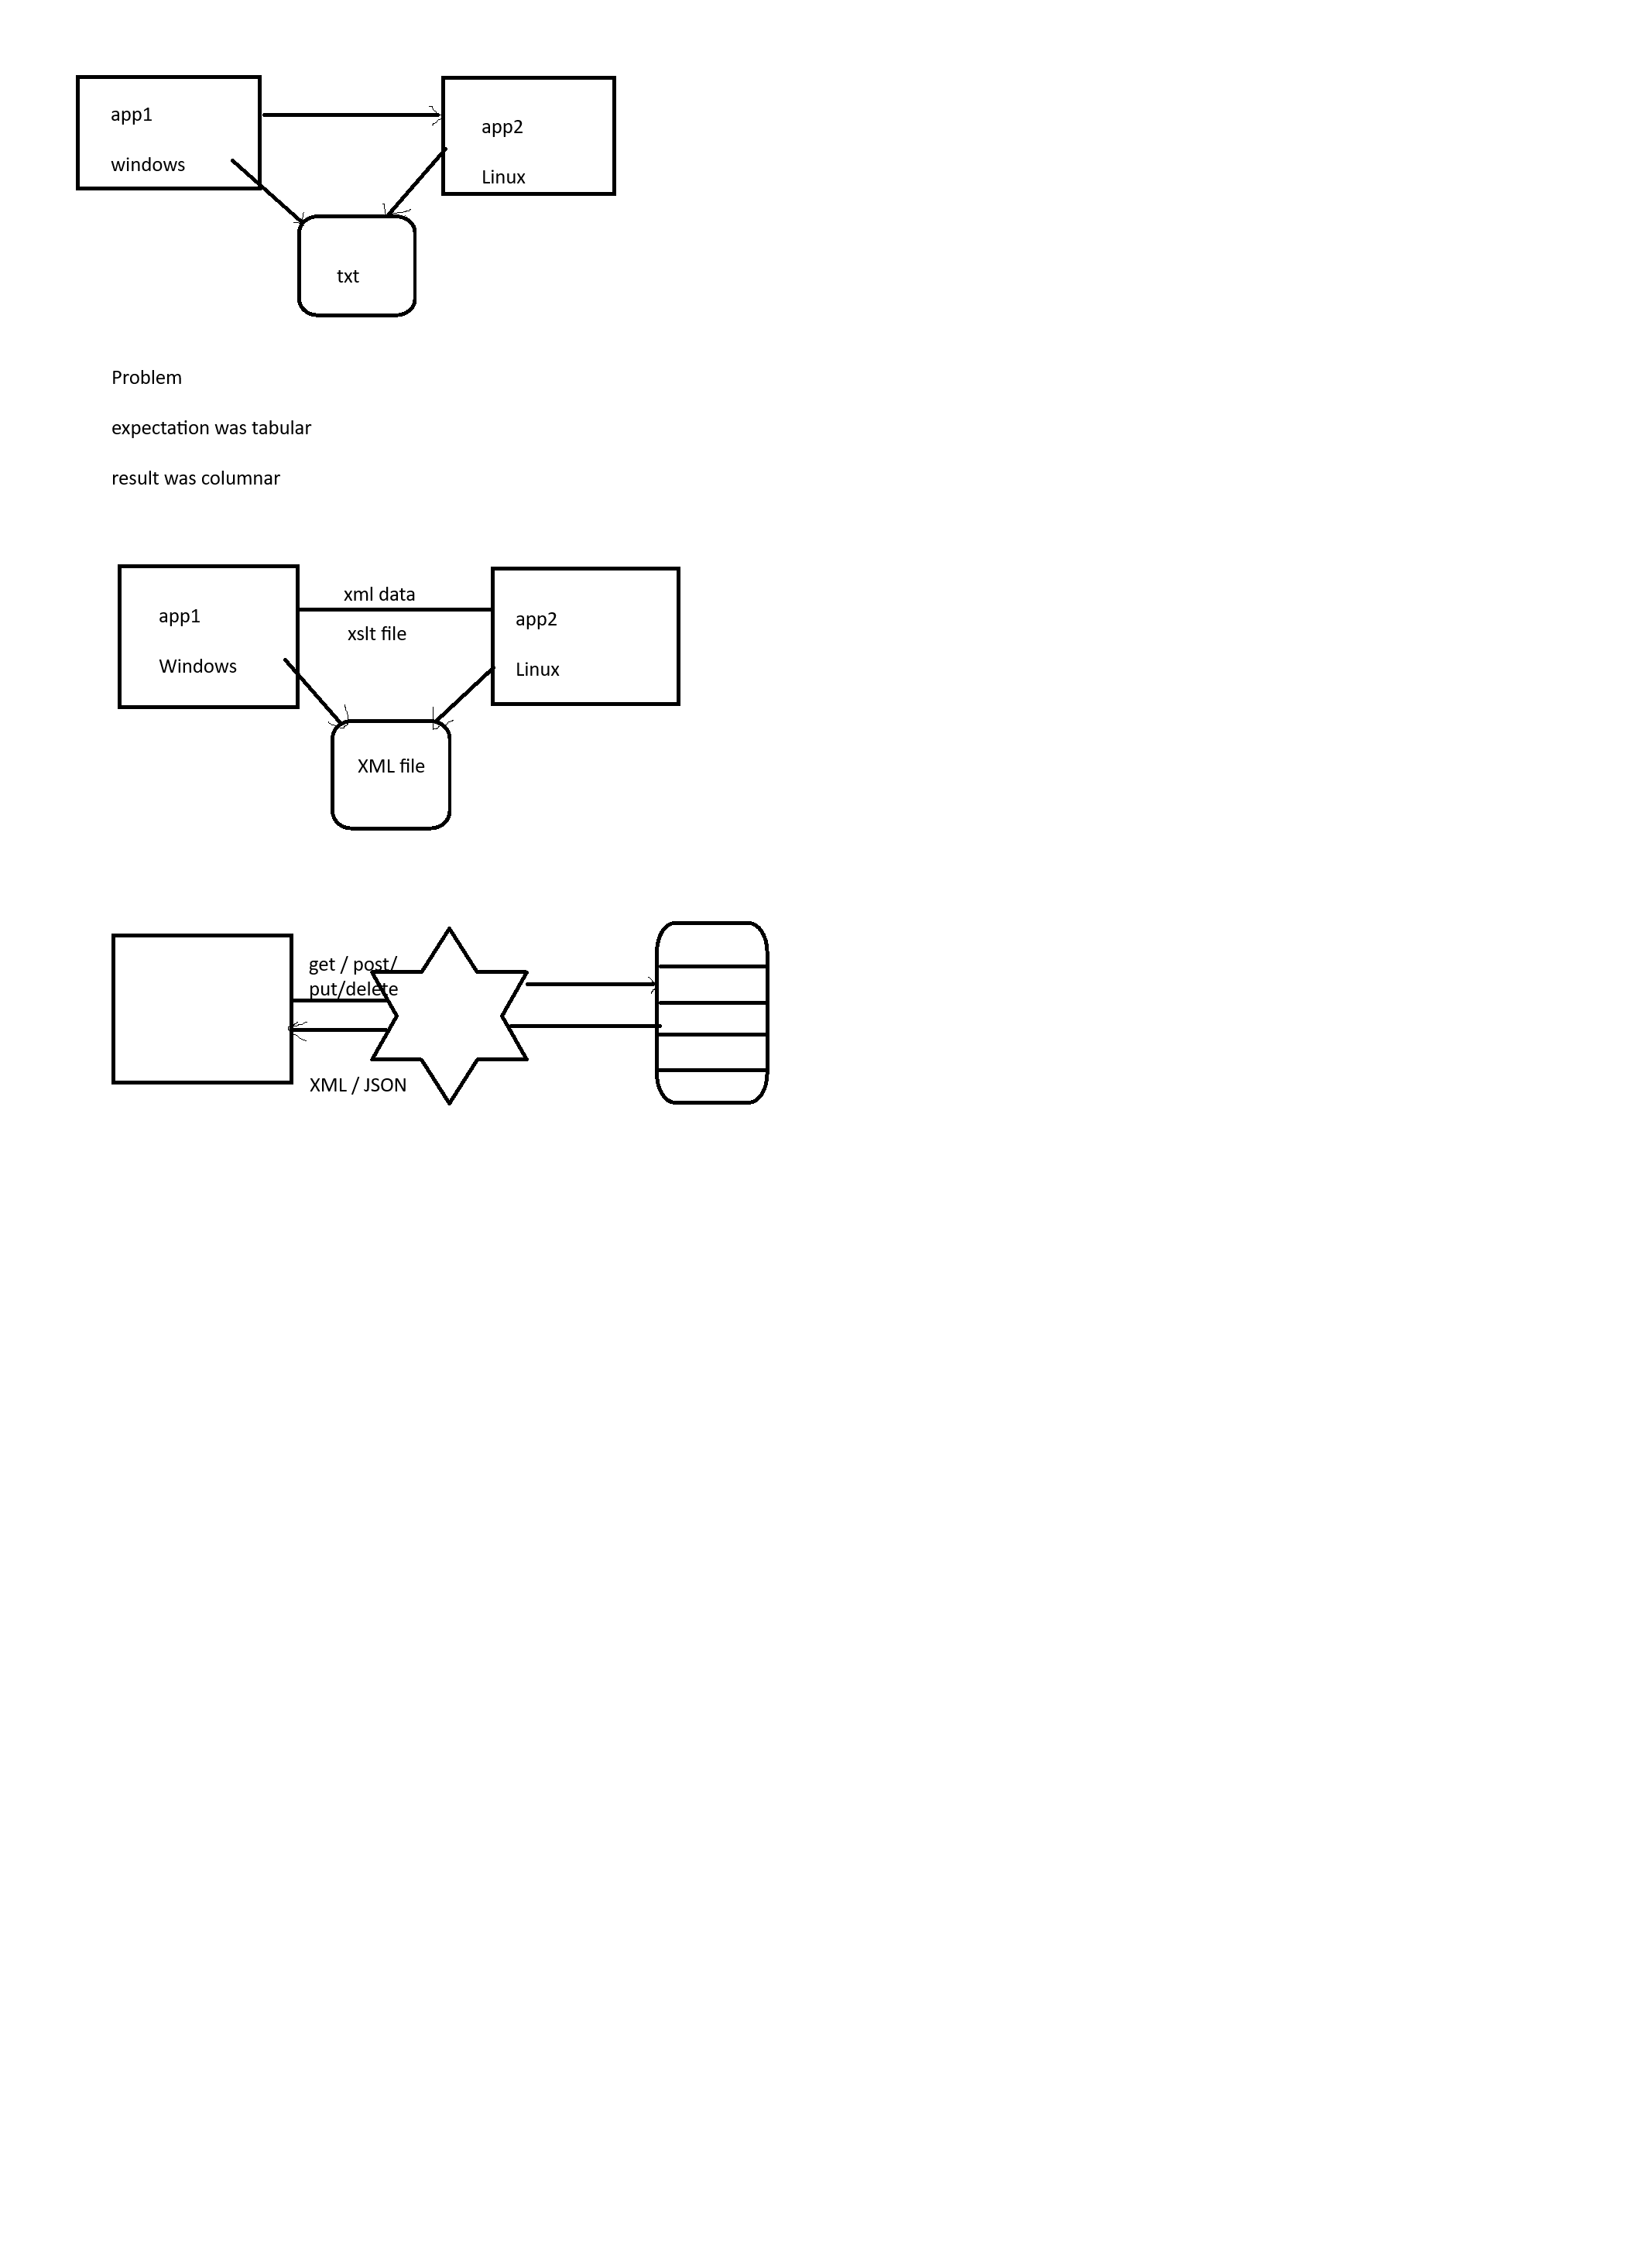 app1
windows
app2
Linux
txt
Problem
expectation was tabular
result was columnar
app1
Windows
xml data
xslt file
app2
Linux
XML file
get / post/
put/delete
XML / JSON